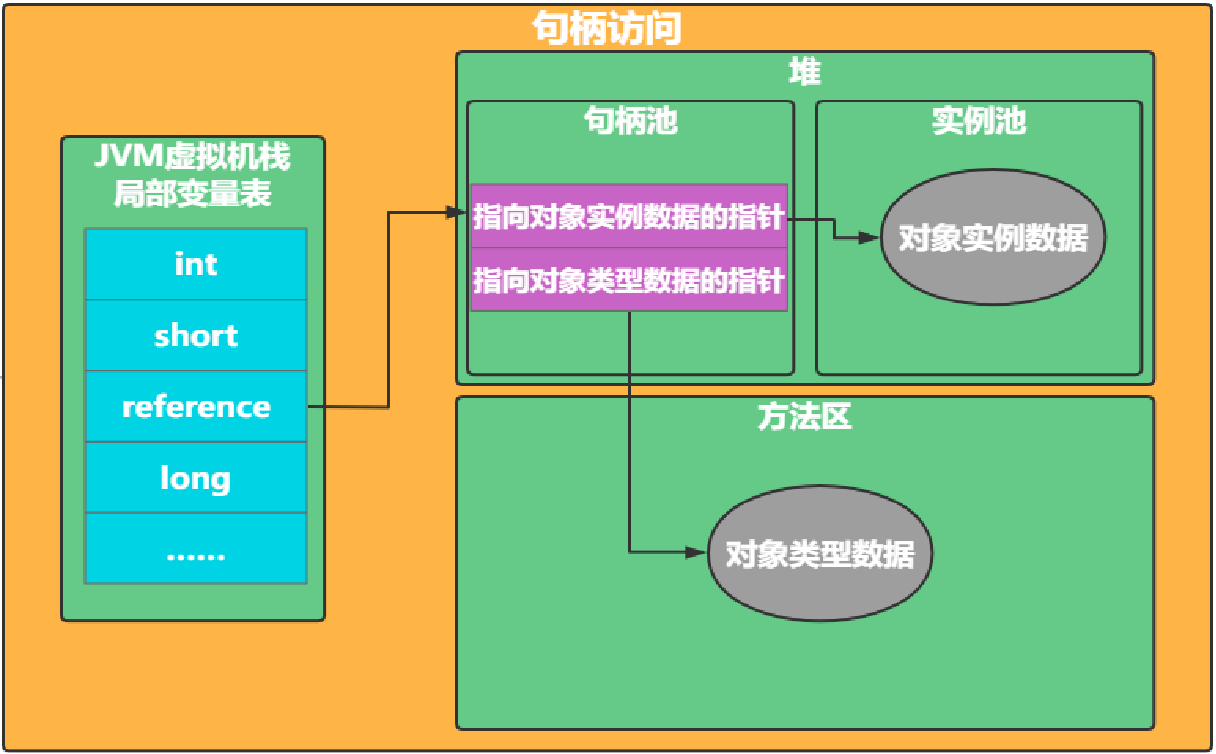 句柄访问
JVM虚拟机栈
局部变量表
int
short
reference
long
......
堆
句柄池
指向对象实例数据的指针
指向对象类型数据的指针
实例池
对象实例数据
方法区
对象类型数据